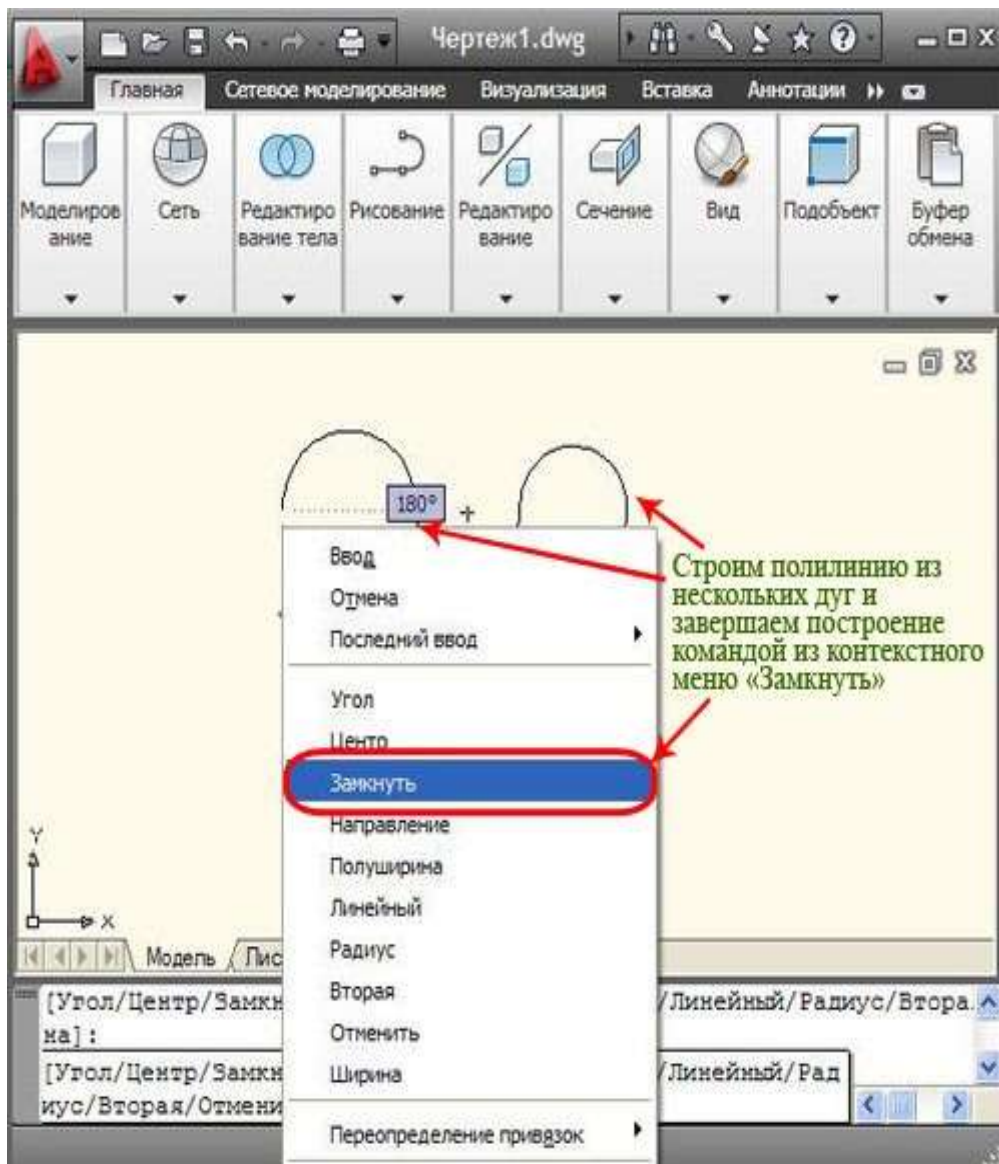 Чертеж1.dwg
Главная Сетевое моделирование Визуализация Вставка Аннотации
Моделиров
ание
Сеть
Редактиро
вание тела
Рисование
Редактиро
вание
Сечение
Вид
Подобъект
Буфер
обмена
180°
Ввод
Отмена
Последний ввод
Угол
Центр
Замкнуть
Направление
Полуширина
Линейный
Радиус
Вторая
Отменить
Ширина
Переопределение привязок
Строим полилинию из
нескольких дуг и
завершаем построение
командой из контекстного
меню «Замкнуть»
Y
X
Модель Лис
[Угол/Центр/Замкн /Линейный/Радиус/Втора
на]:
[Угол/Центр/Замкн /Линейный/Рад
иус/Вторая/Отмени